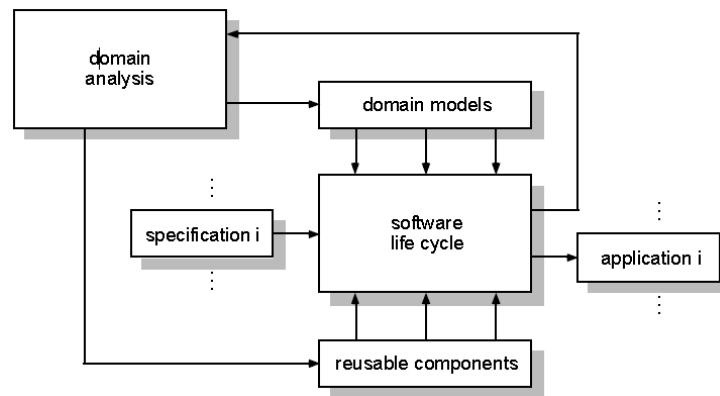 domain
analysis
domain models
specification i
software
life cycle
application i
reusable components